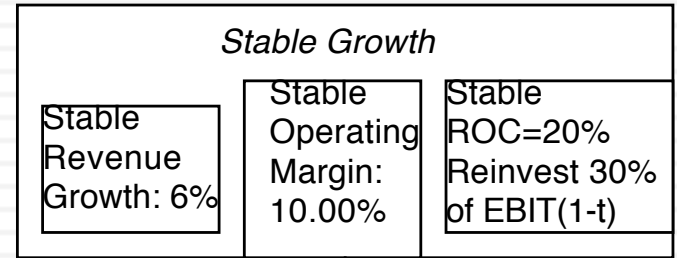 Stable Growth
Stable
Revenue
Growth: 6%
Stable
Operating
Margin:
10.00%
Stable
ROC=20%
Reinvest 30%
of EBIT(1-t)